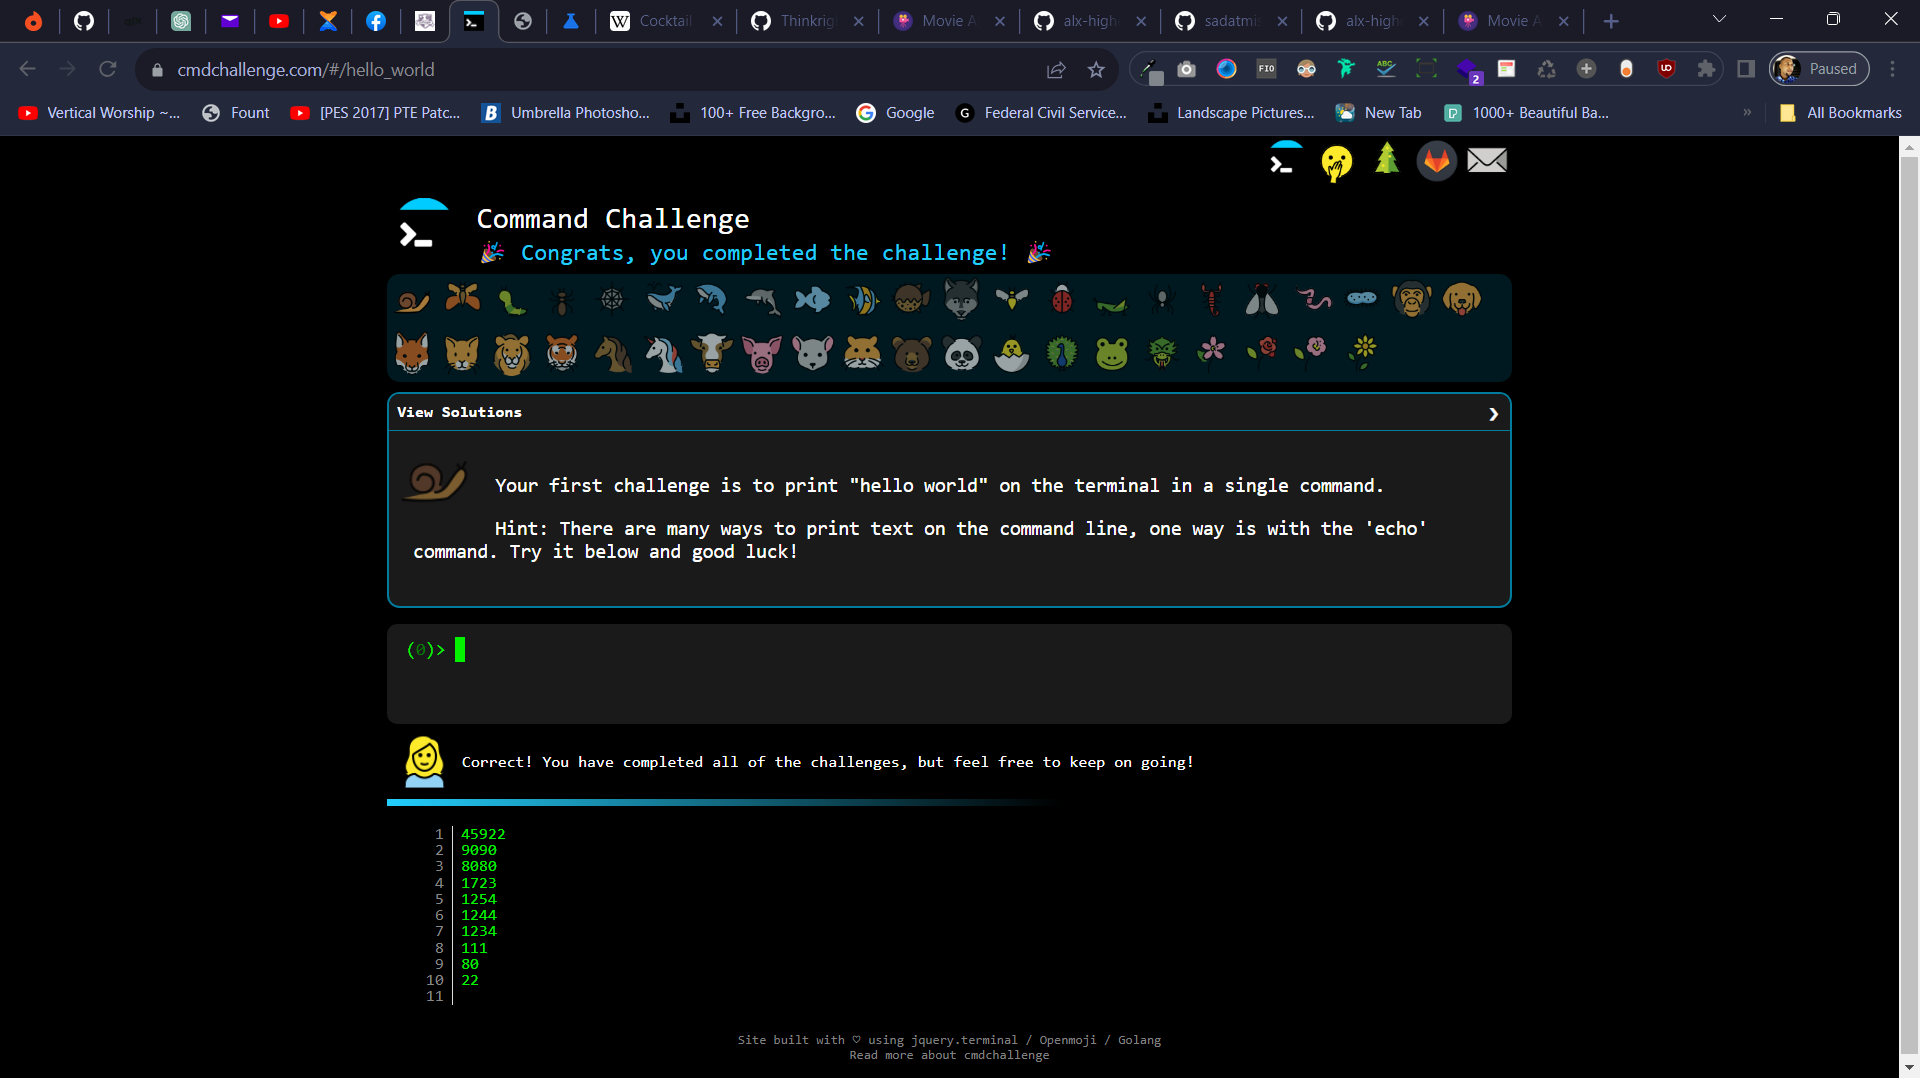 Cocktail
Thinkrig
Movie A
alx-high
sadatmi
alx-high
Movie A
cmdchallenge.com/#/hello_world
FIO
ABC
2
Paused
Vertical Worship ~...
Fount
[PES 2017] PTE Patc...
Umbrella Photosho...
100+ Free Backgro...
Google
Federal Civil Service...
Landscape Pictures...
New Tab
1000+ Beautiful Ba...
»
All Bookmarks
Command Challenge
Congrats, you completed the challenge!
View Solutions
Your first challenge is to print "hello world" on the terminal in a single command.
Hint: There are many ways to print text on the command line, one way is with the 'echo'
command. Try it below and good luck!
(0)>
Correct! You have completed all of the challenges, but feel free to keep on going!
1 45922
2 9090
3 8080
4 1723
5 1254
6 1244
7 1234
8 111
9 80
10 22
11
Site built with ♡ using jquery.terminal / Openmoji / Golang
Read more about cmdchallenge